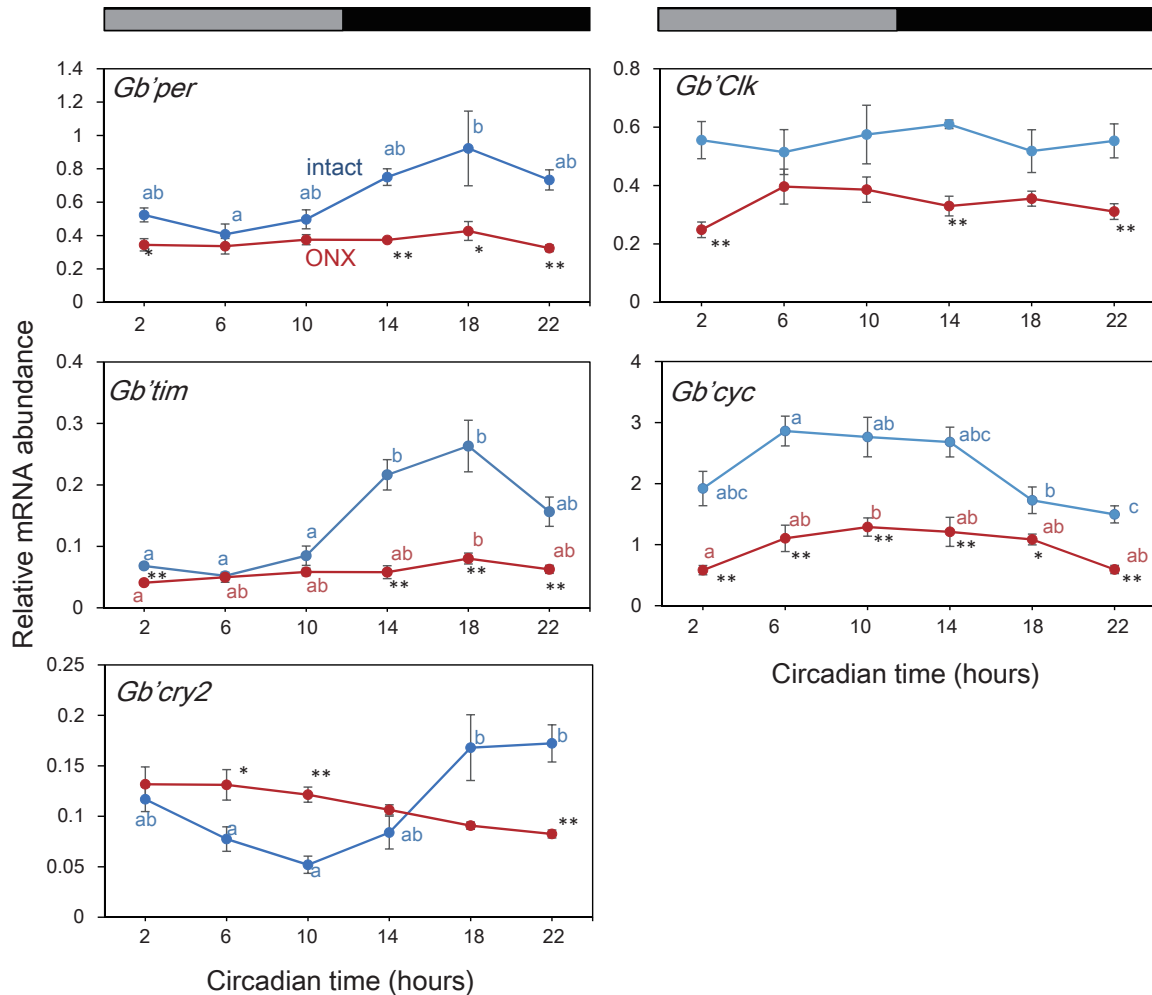 Gb'per
1.4
1.2
1
0.8
0.6
0.4
0.2
0
ab
a
ab
intact
ab
b
ab
*
ONX
**
*
**
2 6 10 14 18 22
Gb'Clk
0.8
0.6
0.4
0.2
0
**
**
**
2 6 10 14 18 22
Relative mRNA abundance
Gb'tim
0.4
0.3
0.2
0.1
0
a
a
a
b
b
ab
**
a
ab
ab
ab
**
b
**
ab
**
2 6 10 14 18 22
Gb'cyc
4
3
2
1
0
abc
a
ab
abc
b
c
a
**
ab
**
b
**
ab
**
ab
*
ab
**
2 6 10 14 18 22
Circadian time (hours)
Gb'cry2
0.25
0.2
0.15
0.1
0.05
0
ab
a
a
ab
b
b
*
**
**
2 6 10 14 18 22
Circadian time (hours)